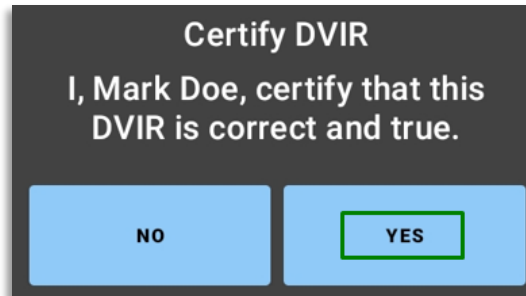 Certify DVIR
I, Mark Doe, certify that this
DVIR is correct and true.
NO
YES